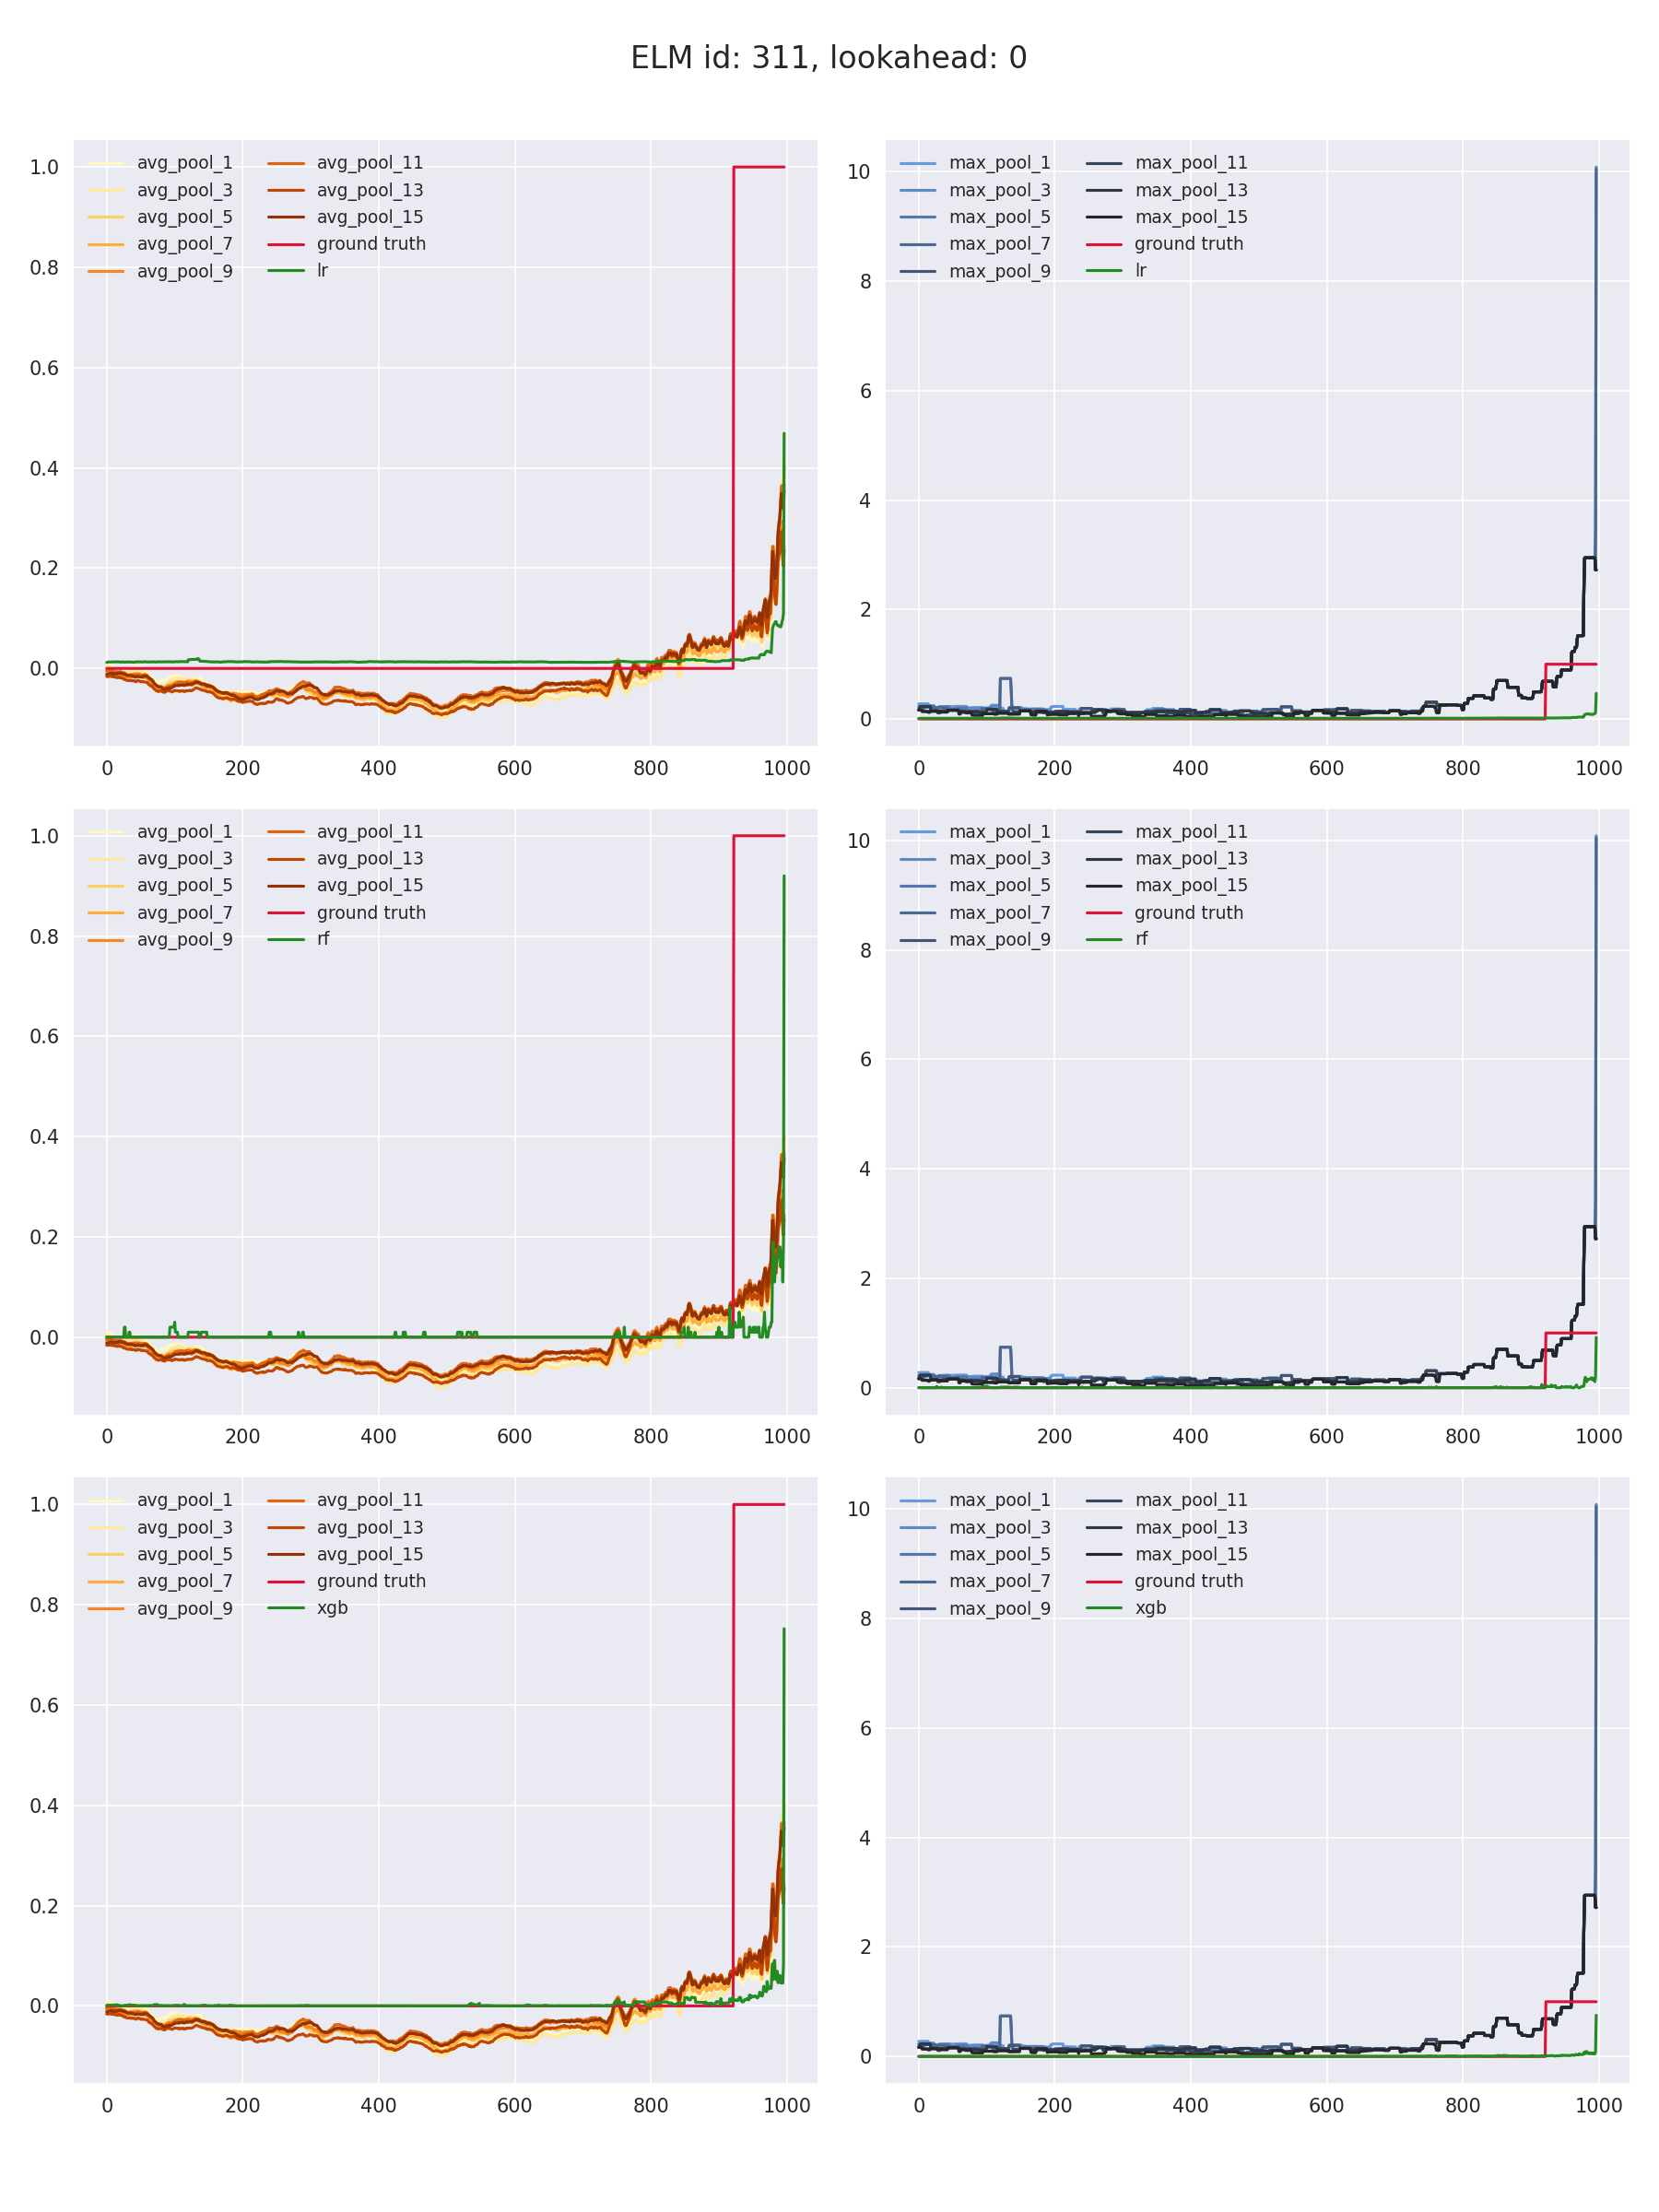 ELM id: 311, lookahead: 0
avg_pool_1 avg_pool_11
avg_pool_3 avg_pool_13
avg_pool_5 avg_pool_15
avg_pool_7 ground truth
avg_pool_9 lr
1.0
0.8
0.6
0.4
0.2
0.0
0 200 400 600 800 1000
max_pool_1 max_pool_11
max_pool_3 max_pool_13
max_pool_5 max_pool_15
max_pool_7 ground truth
max_pool_9 lr
10
8
6
4
2
0
0 200 400 600 800 1000
avg_pool_1 avg_pool_11
avg_pool_3 avg_pool_13
avg_pool_5 avg_pool_15
avg_pool_7 ground truth
avg_pool_9 rf
1.0
0.8
0.6
0.4
0.2
0.0
0 200 400 600 800 1000
max_pool_1 max_pool_11
max_pool_3 max_pool_13
max_pool_5 max_pool_15
max_pool_7 ground truth
max_pool_9 rf
10
8
6
4
2
0
0 200 400 600 800 1000
avg_pool_1 avg_pool_11
avg_pool_3 avg_pool_13
avg_pool_5 avg_pool_15
avg_pool_7 ground truth
avg_pool_9 xgb
1.0
0.8
0.6
0.4
0.2
0.0
0 200 400 600 800 1000
max_pool_1 max_pool_11
max_pool_3 max_pool_13
max_pool_5 max_pool_15
max_pool_7 ground truth
max_pool_9 xgb
10
8
6
4
2
0
0 200 400 600 800 1000